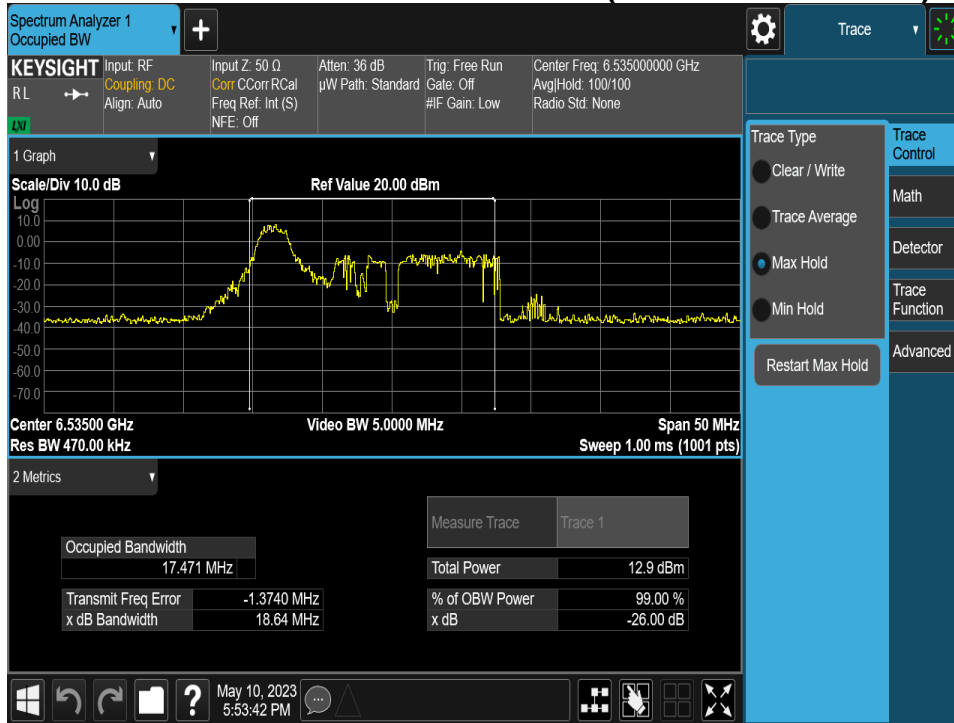 Spectrum Analyzer 1
Occupied BW
Trace
KEYSIGHT
RL
LXI
Input: RF
Coupling: DC
Align: Auto
Input Z: 50 Ω
Corr CCorr RCal
Freq Ref: Int (S)
NFE: Off
Atten: 36 dB
µW Path: Standard
Trig: Free Run
Gate: Off
#IF Gain: Low
Center Freq: 6.535000000 GHz
Avg|Hold: 100/100
Radio Std: None
1 Graph
Scale/Div 10.0 dB
Ref Value 20.00 dBm
Log
10.0
0.00
-10.0
-20.0
-30.0
-40.0
-50.0
-60.0
-70.0
Center 6.53500 GHz
Video BW 5.0000 MHz
Span 50 MHz
Res BW 470.00 kHz
Sweep 1.00 ms (1001 pts)
2 Metrics
Measure Trace
Trace 1
Occupied Bandwidth
17.471 MHz
Total Power
12.9 dBm
Transmit Freq Error
-1.3740 MHz
% of OBW Power
99.00 %
x dB Bandwidth
18.64 MHz
x dB
-26.00 dB
?
May 10, 2023
5:53:42 PM
Trace Type
Clear / Write
Trace Average
Max Hold
Min Hold
Restart Max Hold
Trace
Control
Math
Detector
Trace
Function
Advanced